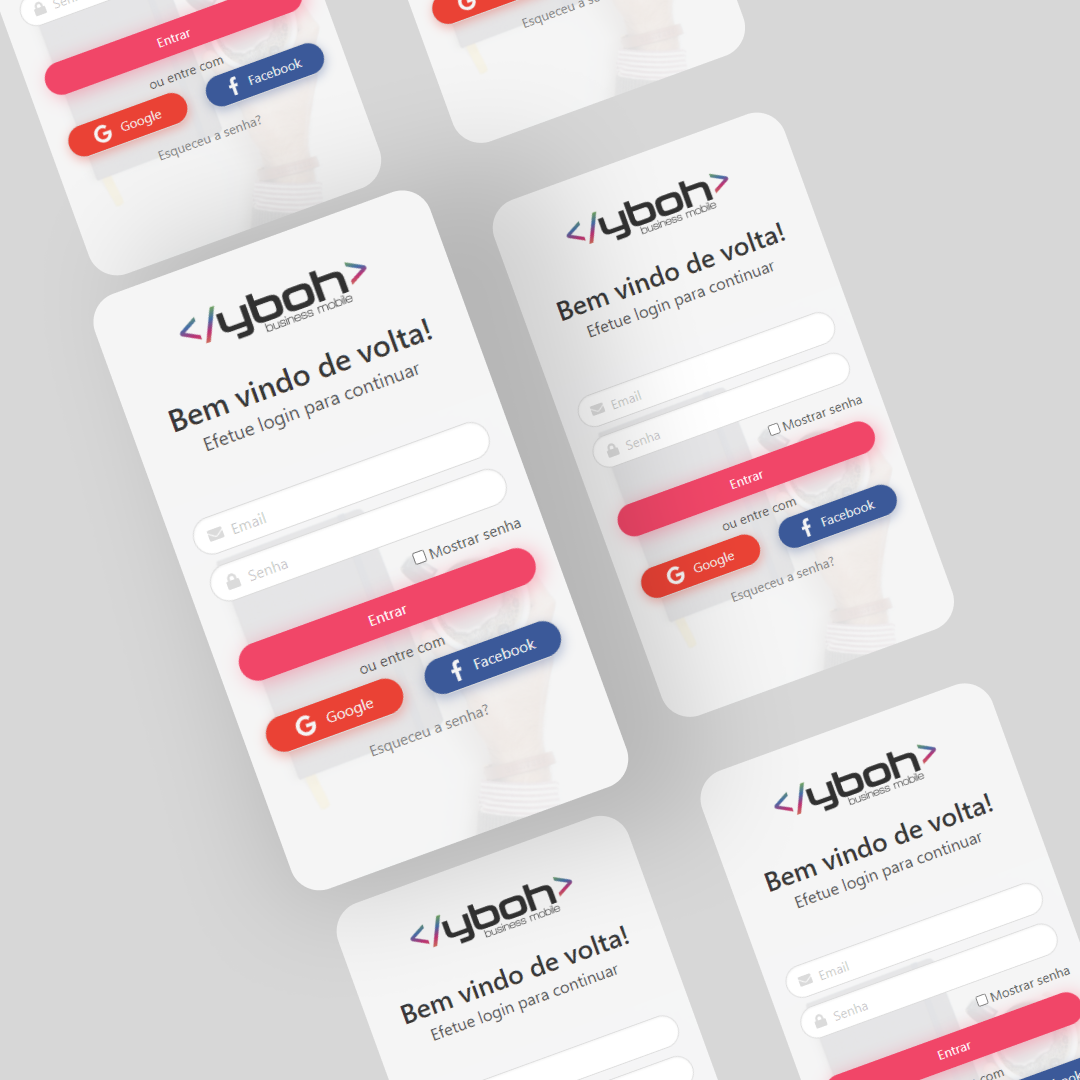 Sen
Entrar
ou entre com
Google
Facebook
Esqueceu a senha?
Esqueceu a se
</yboh>
business mobile
Bem vindo de volta!
Efetue login para continuar
Email
Senha
Mostrar senha
Entrar
ou entre com
Google
Facebook
Esqueceu a senha?
</yboh>
business mobile
Bem vindo de volta!
Efetue login para continuar
Email
Senha
Mostrar senha
Entrar
ou entre com
Google
Facebook
Esqueceu a senha?
</yboh>
business mobile
Bem vindo de volta!
Efetue login para continuar
</yboh>
business mobile
Bem vindo de volta!
Efetue login para continuar
Email
Senha
Mostrar senha
Entrar
com